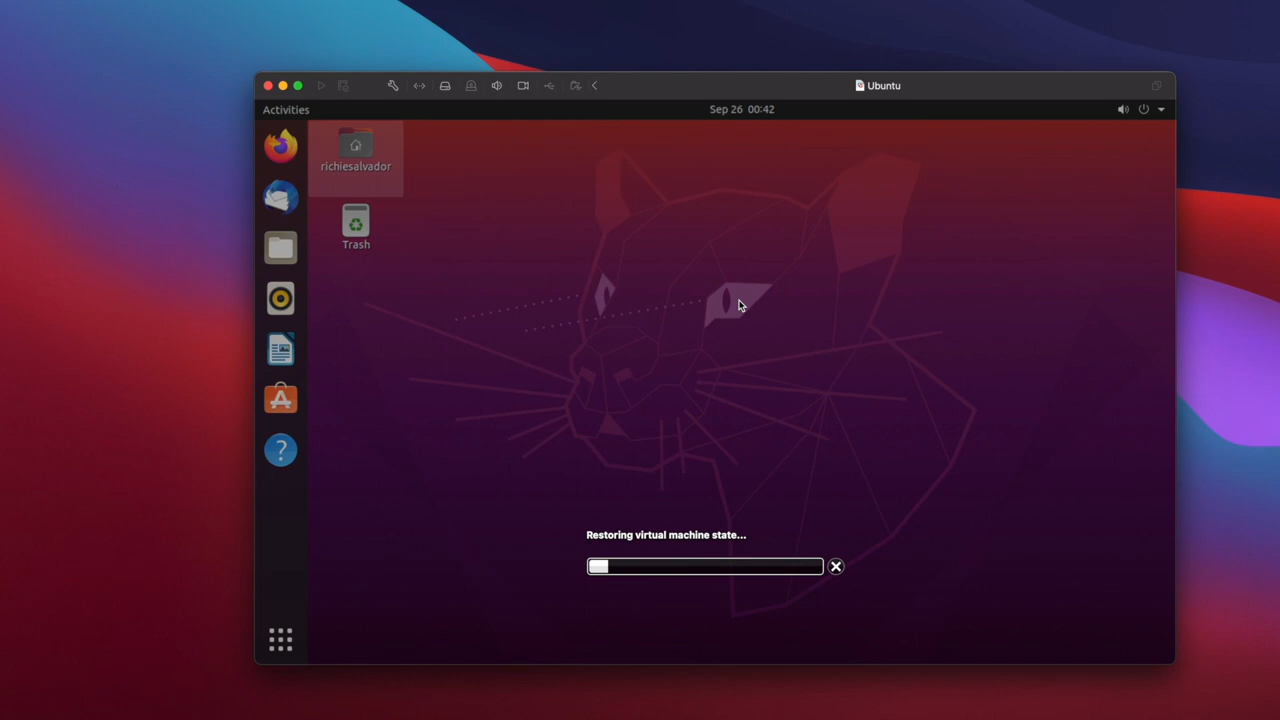 Ubuntu
Activities
Sep 26 00:42
richiesalvador
Trash
Restoring virtual machine state...